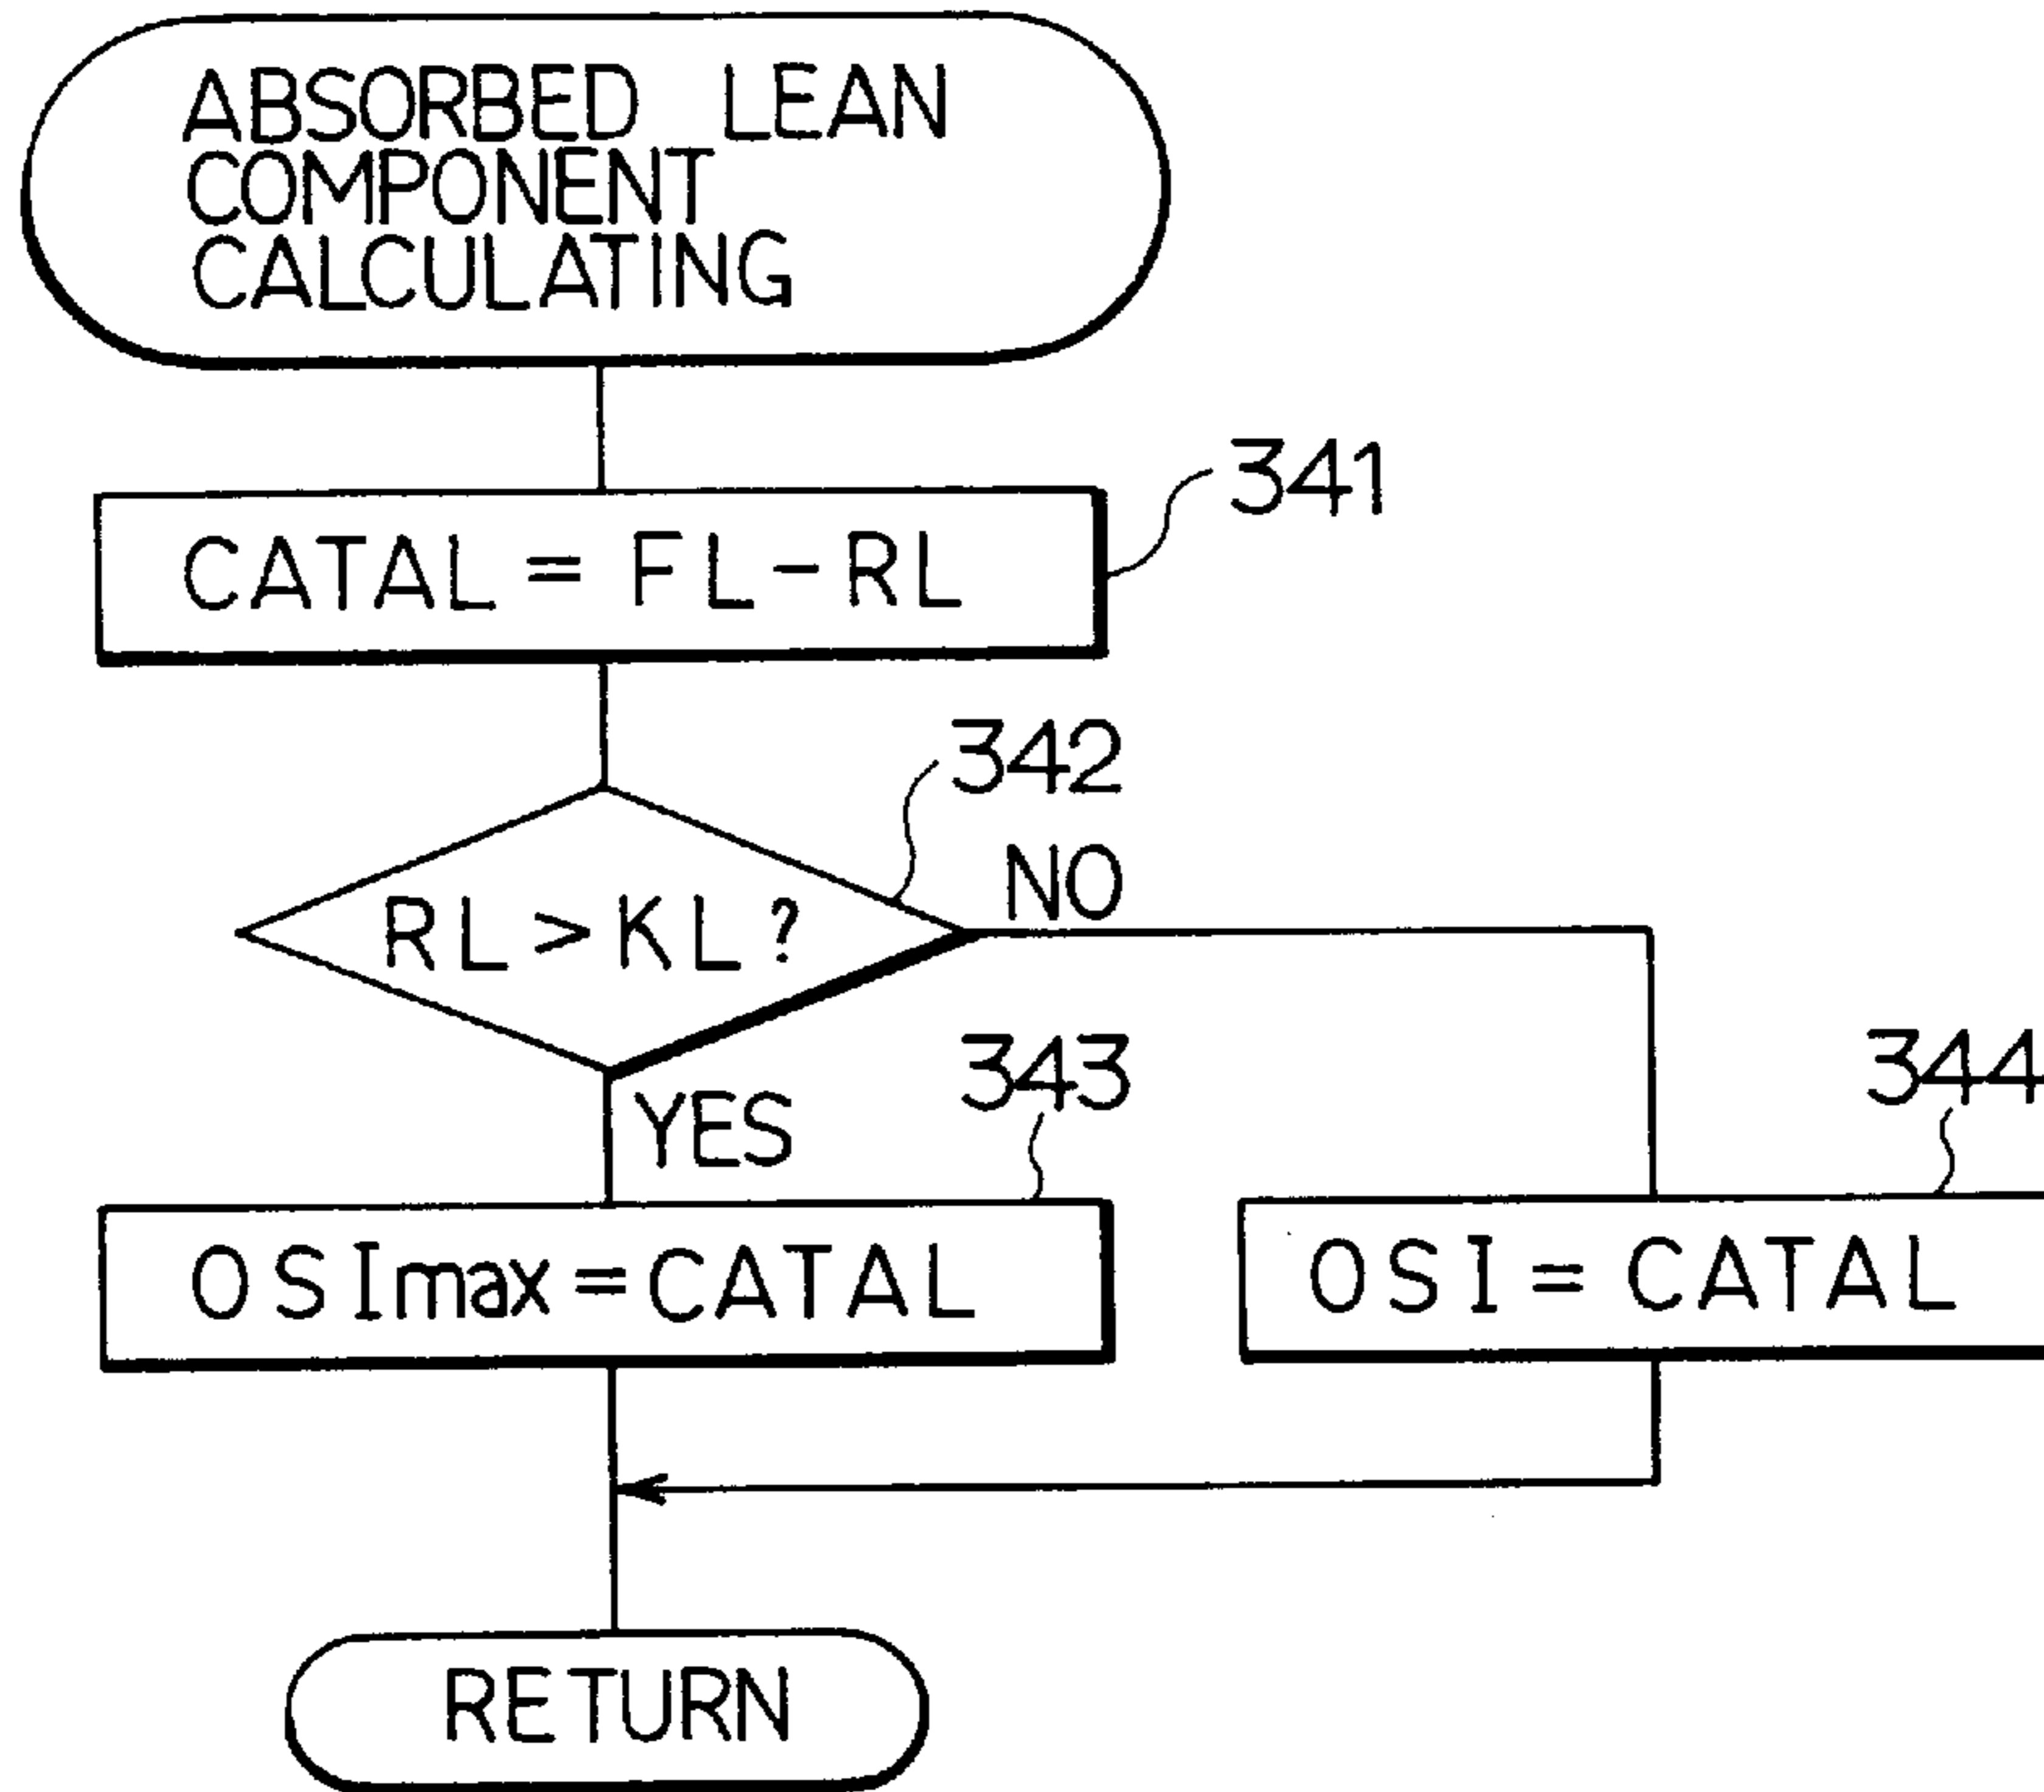 ABSORBED LEAN
COMPONENT
CALCULATING
341
CATAL = FL-RL
342
RL>KL?
NO
YES
343
344
OSImax=CATAL
OSI = CATAL
RETURN